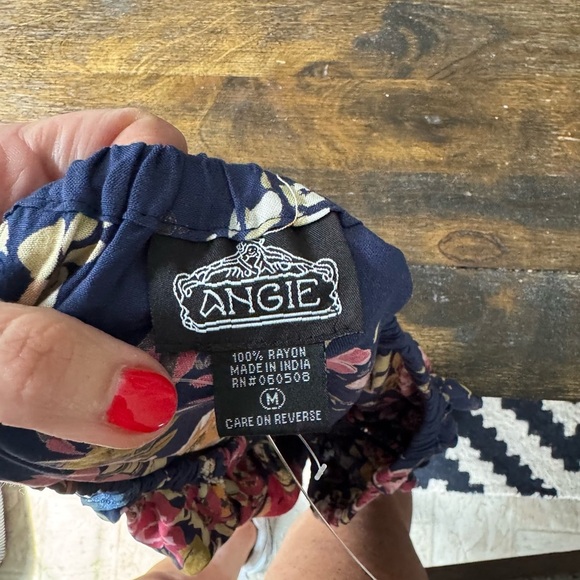 ANGIE
100% RAYON
MADE IN INDIA
RN#060508
M
CARE ON REVERSE